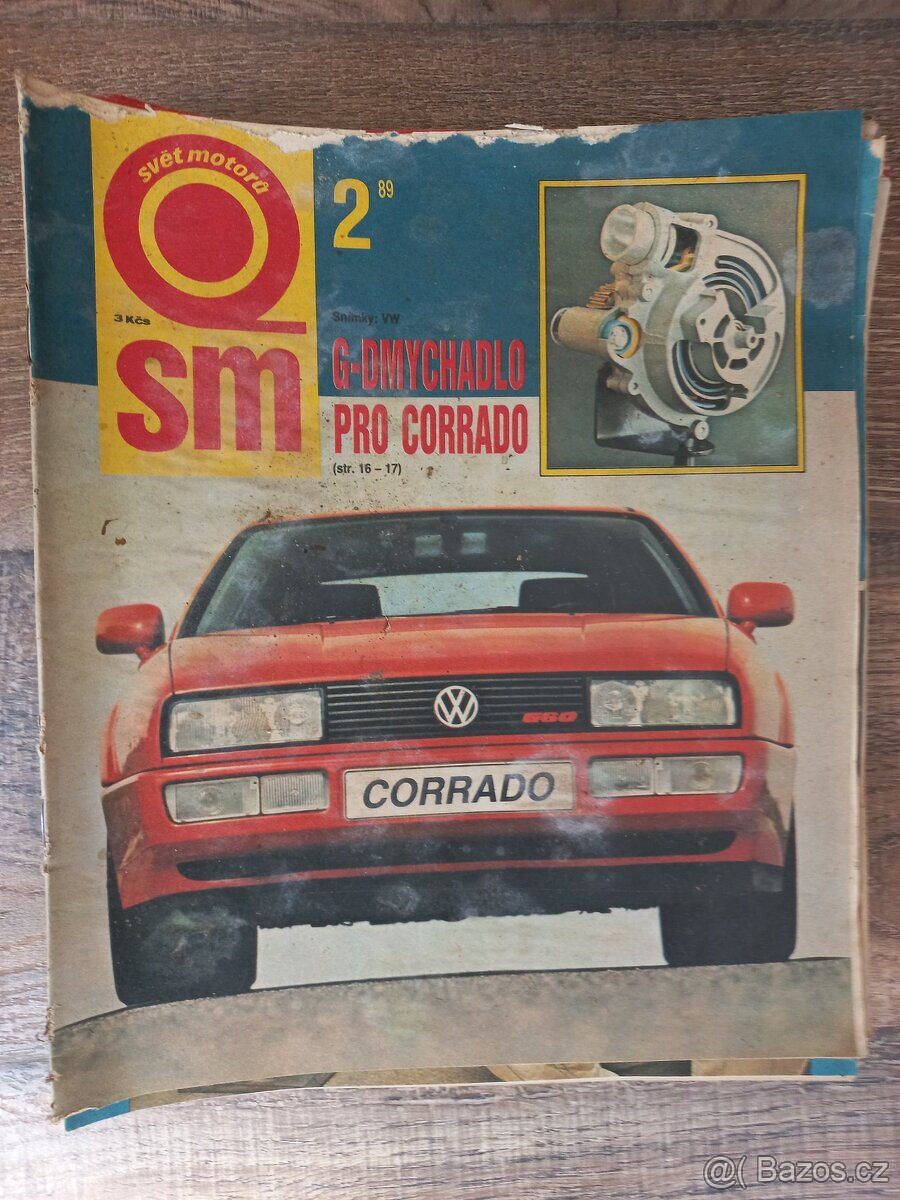 svět motorů
2 89
3 Kčs
sm
Snímky: VW
G-DMYCHADLO
PRO CORRADO
(str. 16 – 17)
G60
CORRADO
@( Bazos.cz